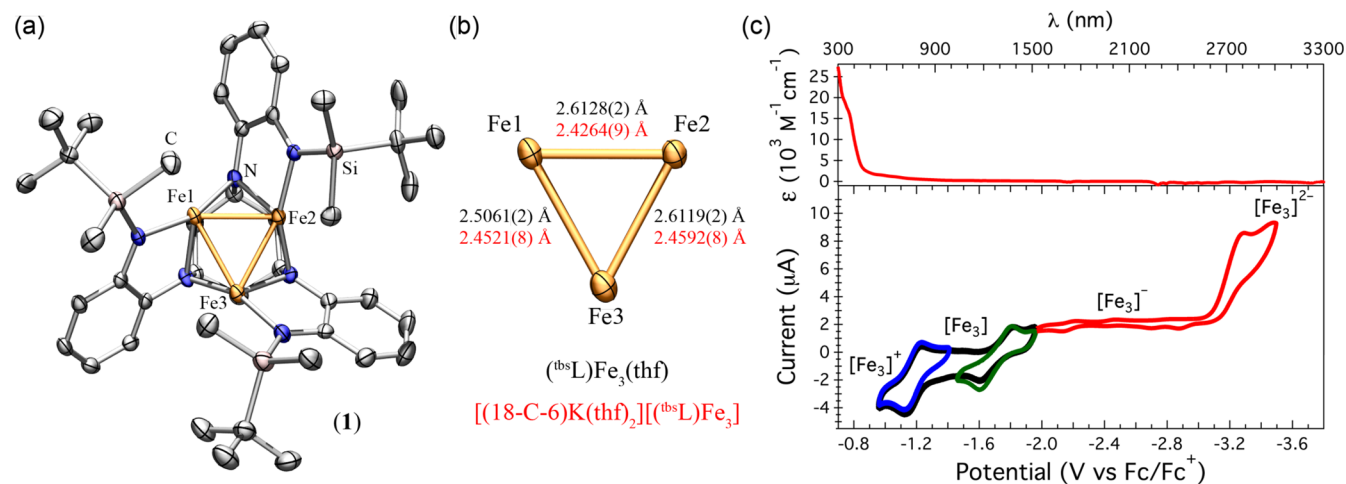 (a)
C
N
Si
Fe1
Fe2
Fe3
(1)
(b)
Fe1
2.6128(2) Å
2.4264(9) Å
Fe2
2.5061(2) Å
2.4521(8) Å
2.6119(2) Å
2.4592(8) Å
Fe3
(ᵗᵇˢL)Fe₃(thf)
[(18-C-6)K(thf)₂][(ᵗᵇˢL)Fe₃]
(c)
λ (nm)
300 900 1500 2100 2700 3300
ε (10³ M⁻¹ cm⁻¹)
25
20
15
10
5
0
Current (μA)
10
8
6
4
2
0
-2
-4
[Fe₃]⁺
[Fe₃]
[Fe₃]⁻
[Fe₃]²⁻
-0.8 -1.2 -1.6 -2.0 -2.4 -2.8 -3.2 -3.6
Potential (V vs Fc/Fc⁺)